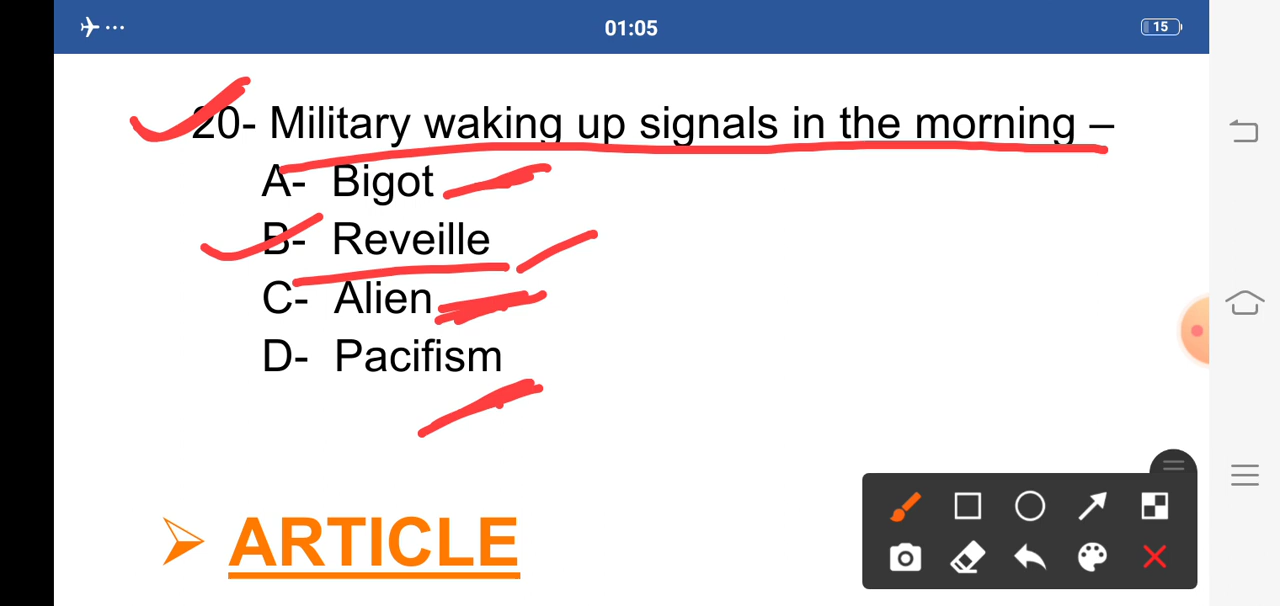 01:05
15
20- Military waking up signals in the morning –
A- Bigot
B- Reveille
C- Alien
D- Pacifism
➢ ARTICLE